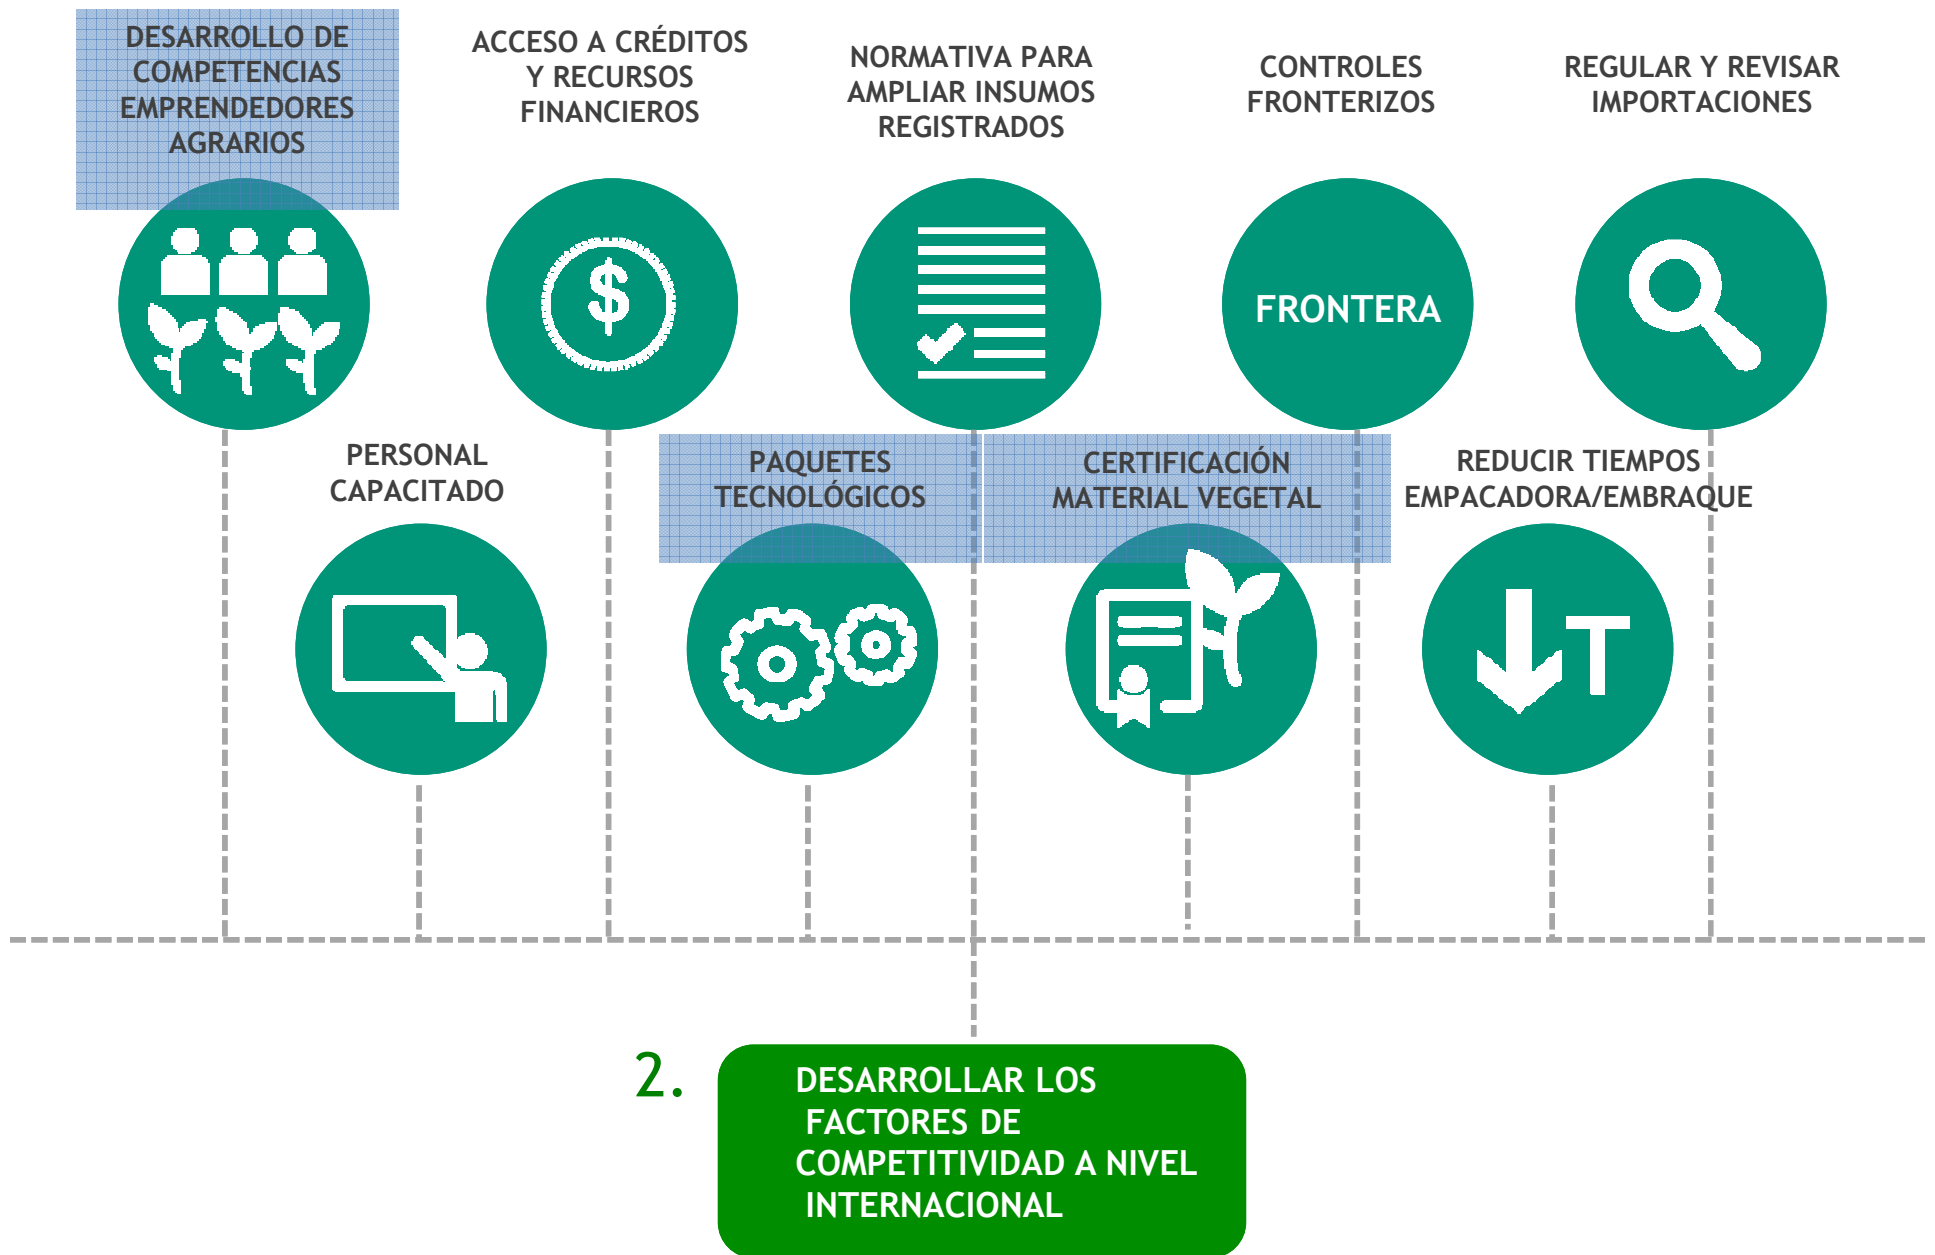 DESARROLLO DE
COMPETENCIAS
EMPRENDEDORES
AGRARIOS
ACCESO A CRÉDITOS
Y RECURSOS
FINANCIEROS
NORMATIVA PARA
AMPLIAR INSUMOS
REGISTRADOS
CONTROLES
FRONTERIZOS
REGULAR Y REVISAR
IMPORTACIONES
$
FRONTERA
PERSONAL
CAPACITADO
PAQUETES
TECNOLÓGICOS
CERTIFICACIÓN
MATERIAL VEGETAL
REDUCIR TIEMPOS
EMPACADORA/EMBRAQUE
T
2.
DESARROLLAR LOS
FACTORES DE
COMPETITIVIDAD A NIVEL
INTERNACIONAL